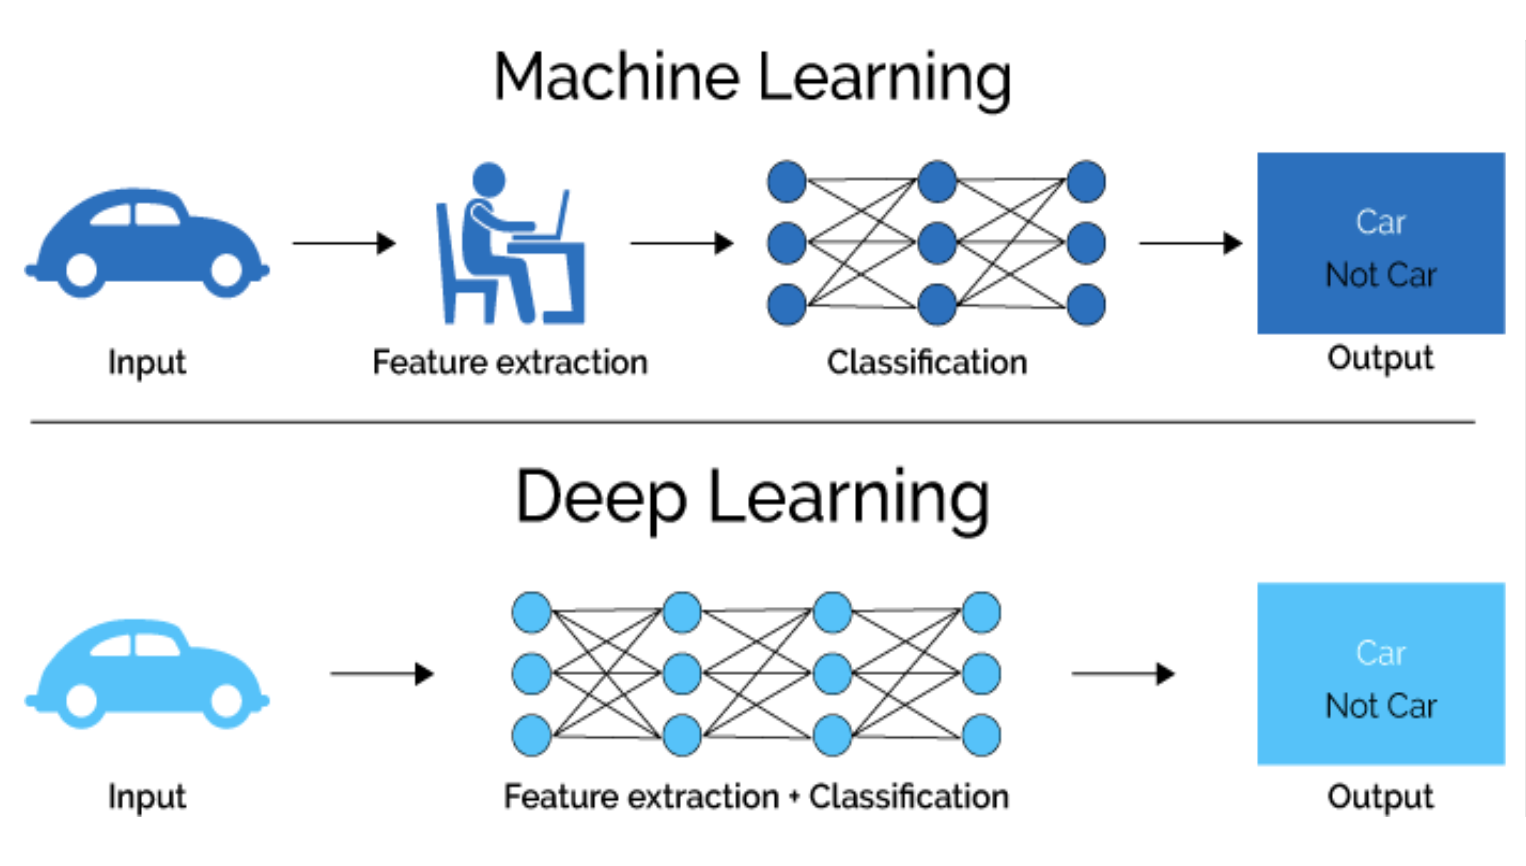 Machine Learning
Car
Not Car
Input
Feature extraction
Classification
Output
Deep Learning
Car
Not Car
Input
Feature extraction + Classification
Output